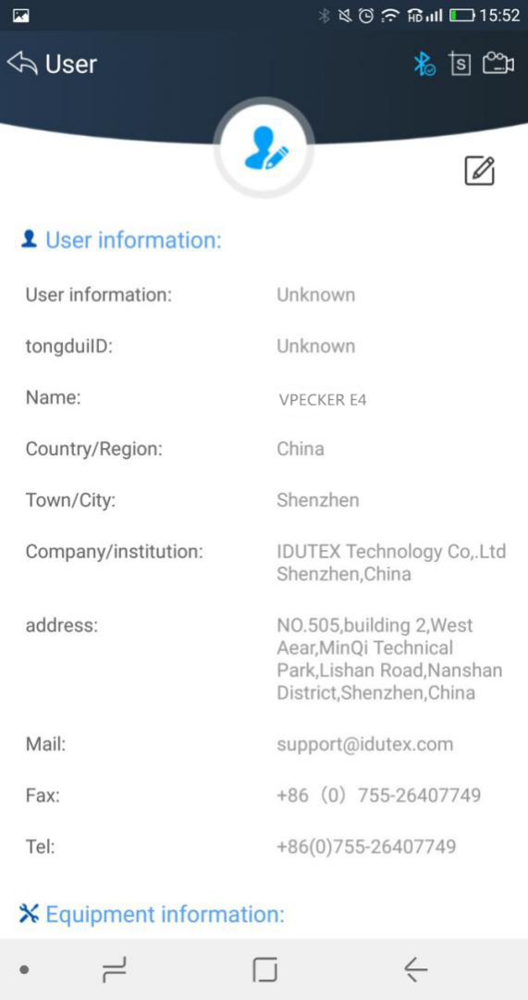 HD 15:52
User
S
User information:
User information: Unknown
tongduiID: Unknown
Name: VPECKER E4
Country/Region: China
Town/City: Shenzhen
Company/institution: IDUTEX Technology Co,.Ltd
Shenzhen,China
address: NO.505,building 2,West
Aear,MinQi Technical
Park,Lishan Road,Nanshan
District,Shenzhen,China
Mail: support@idutex.com
Fax: +86（0）755-26407749
Tel: +86(0)755-26407749
Equipment information: